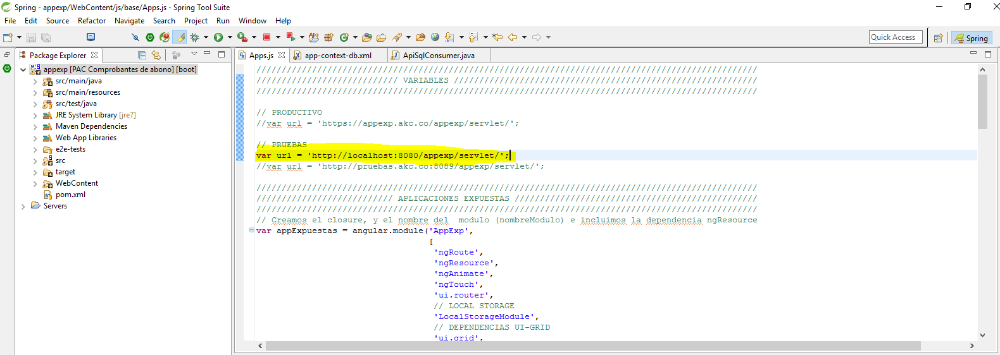 Spring - appexp/WebContent/js/base/Apps.js - Spring Tool Suite
File Edit Source Refactor Navigate Search Project Run Window Help
Quick Access
Spring
Package Explorer
appexp [PAC Comprobantes de abono] [boot]
src/main/java
src/main/resources
src/test/java
JRE System Library [jre7]
Maven Dependencies
Web App Libraries
e2e-tests
src
target
WebContent
pom.xml
Servers
Apps.js app-context-db.xml ApiSqlConsumer.java
///////////////////////////////////////////////////////////////////////////////////////////////////
//////////////////////////// VARIABLES ////////////////////////////////////////////////////////////
///////////////////////////////////////////////////////////////////////////////////////////////////
// PRODUCTIVO
//var url = 'https://appexp.akc.co/appexp/servlet/';
// PRUEBAS
var url = 'http://localhost:8080/appexp/servlet/';
//var url = 'http://pruebas.akc.co:8089/appexp/servlet/';
///////////////////////////////////////////////////////////////////////////////////////////////////
/////////////////////////// APLICACIONES EXPUESTAS ////////////////////////////////////////////////
///////////////////////////////////////////////////////////////////////////////////////////////////
// Creamos el closure, y el nombre del  modulo (nombreModulo) e incluimos la dependencia ngResource
var appExpuestas = angular.module('AppExp',
[
'ngRoute',
'ngResource',
'ngAnimate',
'ngTouch',
'ui.router',
// LOCAL STORAGE
'LocalStorageModule',
// DEPENDENCIAS UI-GRID
'ui.grid',